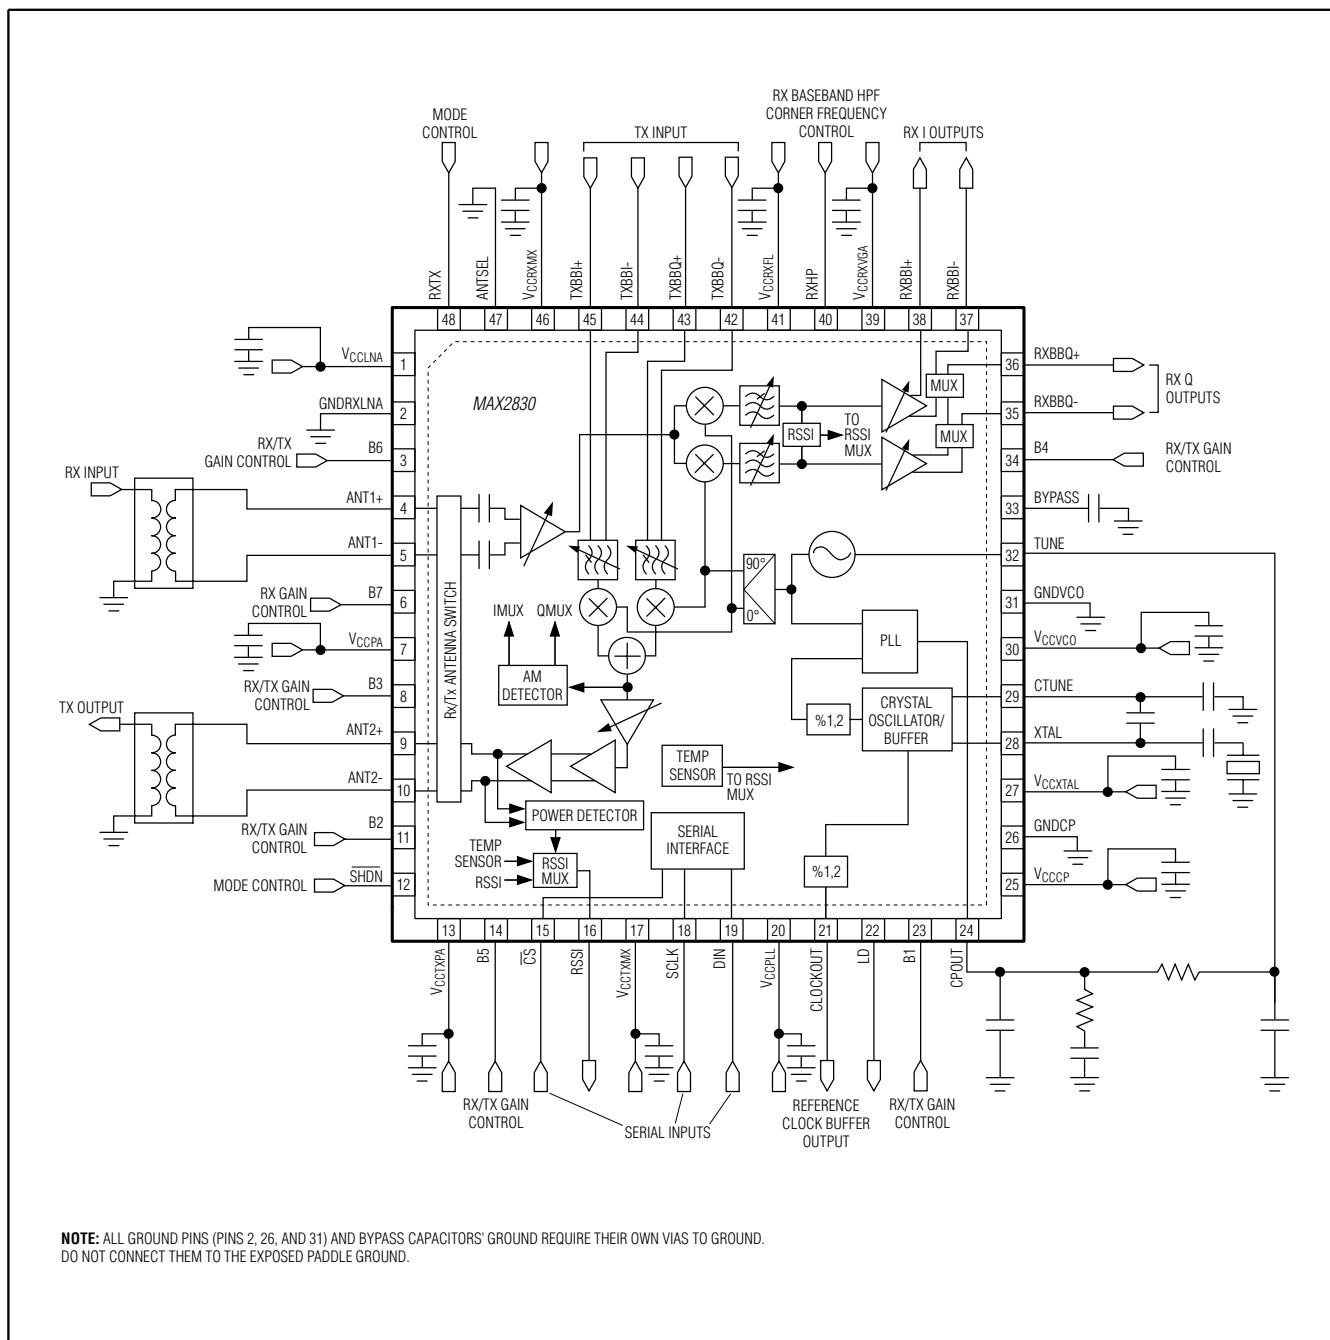 MODE
CONTROL
TX INPUT
RX BASEBAND HPF
CORNER FREQUENCY
CONTROL
RX I OUTPUTS
RXTX
ANTSEL
VCCRXMX
TXBBI+
TXBBI-
TXBBQ+
TXBBQ-
VCCRXFL
RXHP
VCCRXVGA
RXBBI+
RXBBI-
48
47
46
45
44
43
42
41
40
39
38
37
VCCLNA
1
GNDRXLNA
2
RX/TX
GAIN CONTROL
B6
3
RX INPUT
ANT1+
4
ANT1-
5
RX GAIN
CONTROL
B7
6
VCCPA
7
RX/TX GAIN
CONTROL
B3
8
TX OUTPUT
ANT2+
9
ANT2-
10
RX/TX GAIN
CONTROL
B2
11
MODE CONTROL
SHDN
12
MAX2830
Rx/Tx ANTENNA SWITCH
MUX
MUX
RSSI
TO
RSSI
MUX
90°
0°
IMUX
QMUX
AM
DETECTOR
PLL
%1,2
CRYSTAL
OSCILLATOR/
BUFFER
TEMP
SENSOR
TO RSSI
MUX
POWER DETECTOR
TEMP
SENSOR
RSSI
RSSI
MUX
SERIAL
INTERFACE
%1,2
36
RXBBQ+
35
RXBBQ-
RX Q
OUTPUTS
34
B4
RX/TX GAIN
CONTROL
33
BYPASS
32
TUNE
31
GNDVCO
30
VCCVCO
29
CTUNE
28
XTAL
27
VCCXTAL
26
GNDCP
25
VCCCP
13
14
15
16
17
18
19
20
21
22
23
24
VCCTXPA
B5
CS
RSSI
VCCTXMX
SCLK
DIN
VCCPLL
CLOCKOUT
LD
B1
CPOUT
RX/TX GAIN
CONTROL
SERIAL INPUTS
REFERENCE
CLOCK BUFFER
OUTPUT
RX/TX GAIN
CONTROL
NOTE: ALL GROUND PINS (PINS 2, 26, AND 31) AND BYPASS CAPACITORS' GROUND REQUIRE THEIR OWN VIAS TO GROUND.
DO NOT CONNECT THEM TO THE EXPOSED PADDLE GROUND.